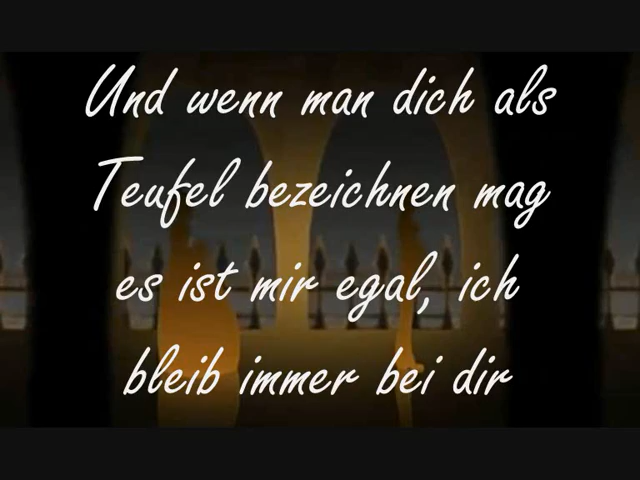 Und wenn man dich als
Teufel bezeichnen mag
es ist mir egal, ich
bleib immer bei dir